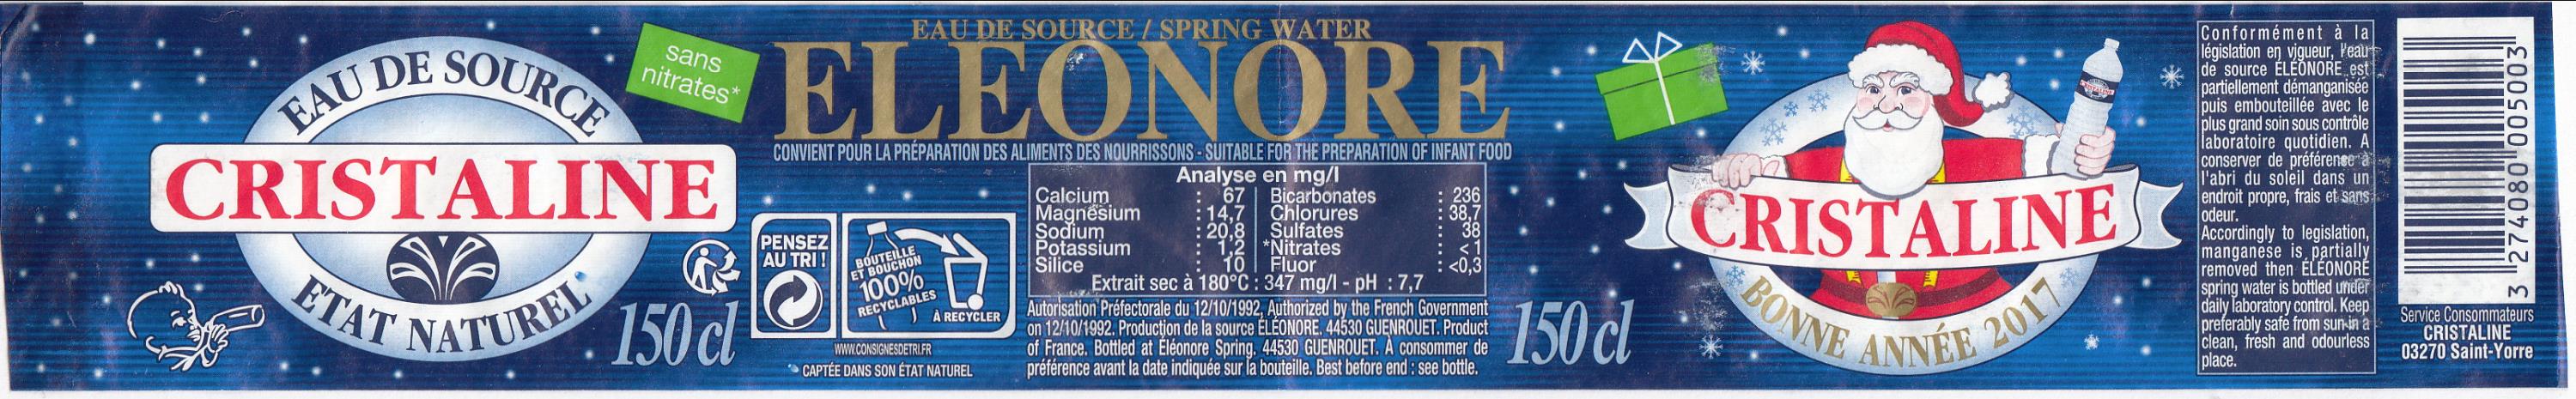 EAU DE SOURCE
CRISTALINE
ETAT NATUREL*
sans
nitrates*
150 cl
EAU DE SOURCE / SPRING WATER
ELEONORE
CONVIENT POUR LA PRÉPARATION DES ALIMENTS DES NOURRISSONS - SUITABLE FOR THE PREPARATION OF INFANT FOOD
PENSEZ
AU TRI !
BOUTEILLE
ET BOUCHON
100%
RECYCLABLES
À RECYCLER
WWW.CONSIGNESDETRI.FR
* CAPTÉE DANS SON ÉTAT NATUREL
Analyse en mg/l
Calcium : 67
Magnésium : 14,7
Sodium : 20,8
Potassium : 1,2
Silice : 10
Bicarbonates : 236
Chlorures : 38,7
Sulfates : 38
*Nitrates : < 1
Fluor : <0,3
Extrait sec à 180°C : 347 mg/l - pH : 7,7
Autorisation Préfectorale du 12/10/1992, Authorized by the French Government
on 12/10/1992. Production de la source ÉLÉONORE. 44530 GUENROUET. Product
of France. Bottled at Éléonore Spring. 44530 GUENROUET. À consommer de
préférence avant la date indiquée sur la bouteille. Best before end : see bottle.
150 cl
CRISTALINE
CRISTALINE
BONNE ANNÉE 2017
Conformément à la
législation en vigueur, l'eau
de source ÉLÉONORE est
partiellement démanganisée
puis embouteillée avec le
plus grand soin sous contrôle
laboratoire quotidien. A
conserver de préférense à
l'abri du soleil dans un
endroit propre, frais et sans
odeur.
Accordingly to legislation,
manganese is partially
removed then ÉLÉONORE
spring water is bottled under
daily laboratory control. Keep
preferably safe from sun-in a
clean, fresh and odourless
place.
3 274080 005003
Service Consommateurs
CRISTALINE
03270 Saint-Yorre